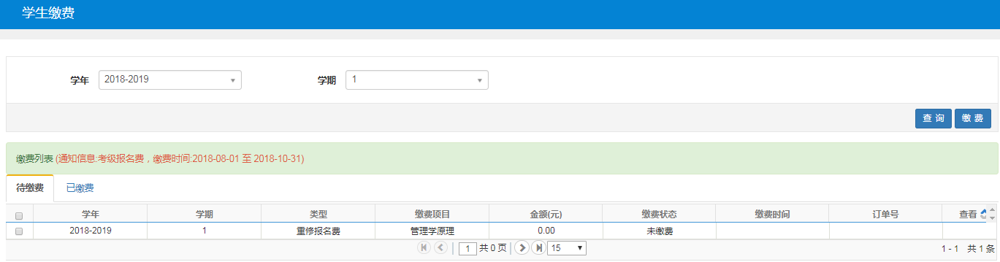 学生缴费
学年 2018-2019 学期 1
查 询 缴 费
缴费列表 (通知信息:考级报名费，缴费时间:2018-08-01 至 2018-10-31)
待缴费 已缴费
学年 学期 类型 缴费项目 金额(元) 缴费状态 缴费时间 订单号 查看
2018-2019 1 重修报名费 管理学原理 0.00 未缴费
1 共 0 页 15 1 - 1 共 1 条